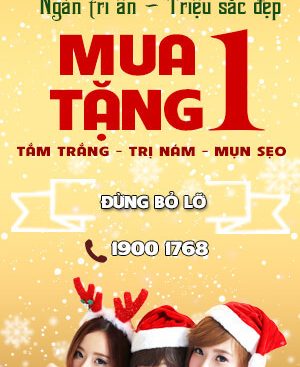 Ngàn tri ân ~ Triệu sắc đẹp
MUA
TẶNG 1
TẮM TRẮNG - TRỊ NÁM - MỤN SẸO
ĐỪNG BỎ LỠ
1900 1768